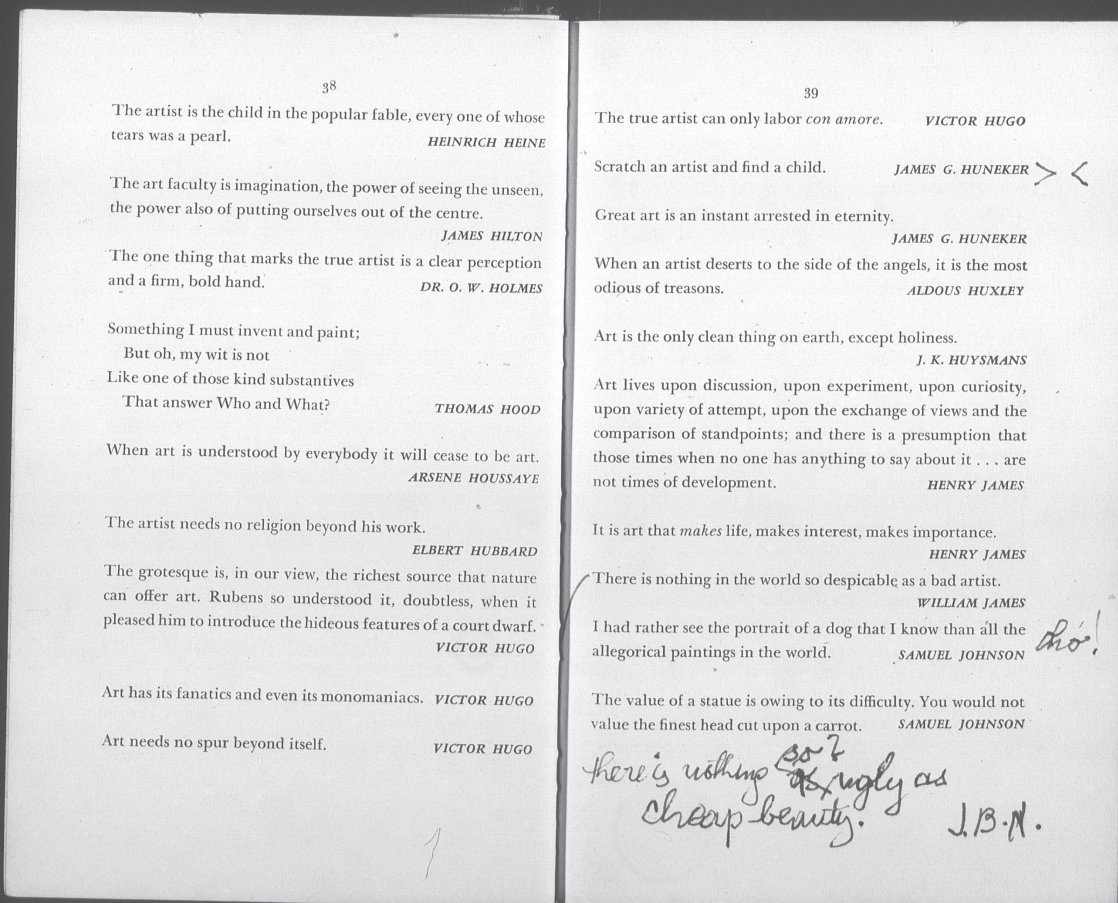 38
The artist is the child in the popular fable, every one of whose
tears was a pearl. HEINRICH HEINE
The art faculty is imagination, the power of seeing the unseen,
the power also of putting ourselves out of the centre.
JAMES HILTON
The one thing that marks the true artist is a clear perception
and a firm, bold hand. DR. O. W. HOLMES
Something I must invent and paint;
But oh, my wit is not
Like one of those kind substantives
That answer Who and What? THOMAS HOOD
When art is understood by everybody it will cease to be art.
ARSENE HOUSSAYE
The artist needs no religion beyond his work.
ELBERT HUBBARD
The grotesque is, in our view, the richest source that nature
can offer art. Rubens so understood it, doubtless, when it
pleased him to introduce the hideous features of a court dwarf.
VICTOR HUGO
Art has its fanatics and even its monomaniacs. VICTOR HUGO
Art needs no spur beyond itself. VICTOR HUGO
39
The true artist can only labor con amore. VICTOR HUGO
Scratch an artist and find a child. JAMES G. HUNEKER > <
Great art is an instant arrested in eternity.
JAMES G. HUNEKER
When an artist deserts to the side of the angels, it is the most
odious of treasons. ALDOUS HUXLEY
Art is the only clean thing on earth, except holiness.
J. K. HUYSMANS
Art lives upon discussion, upon experiment, upon curiosity,
upon variety of attempt, upon the exchange of views and the
comparison of standpoints; and there is a presumption that
those times when no one has anything to say about it . . . are
not times of development. HENRY JAMES
It is art that makes life, makes interest, makes importance.
HENRY JAMES
There is nothing in the world so despicable as a bad artist.
WILLIAM JAMES
I had rather see the portrait of a dog that I know than all the
allegorical paintings in the world. SAMUEL JOHNSON
chó!
The value of a statue is owing to its difficulty. You would not
value the finest head cut upon a carrot. SAMUEL JOHNSON
so?
there is nothing as ugly as
cheap beauty. J.B.N.